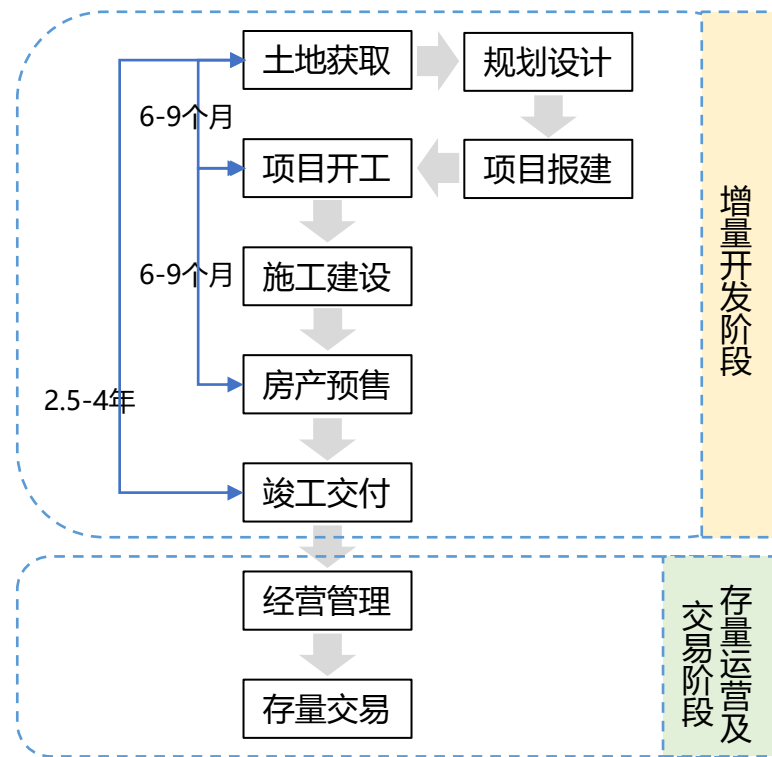 土地获取
规划设计
6-9个月
项目开工
项目报建
6-9个月
施工建设
房产预售
2.5-4年
竣工交付
增量开发阶段
经营管理
存量交易
存量运营及
交易阶段